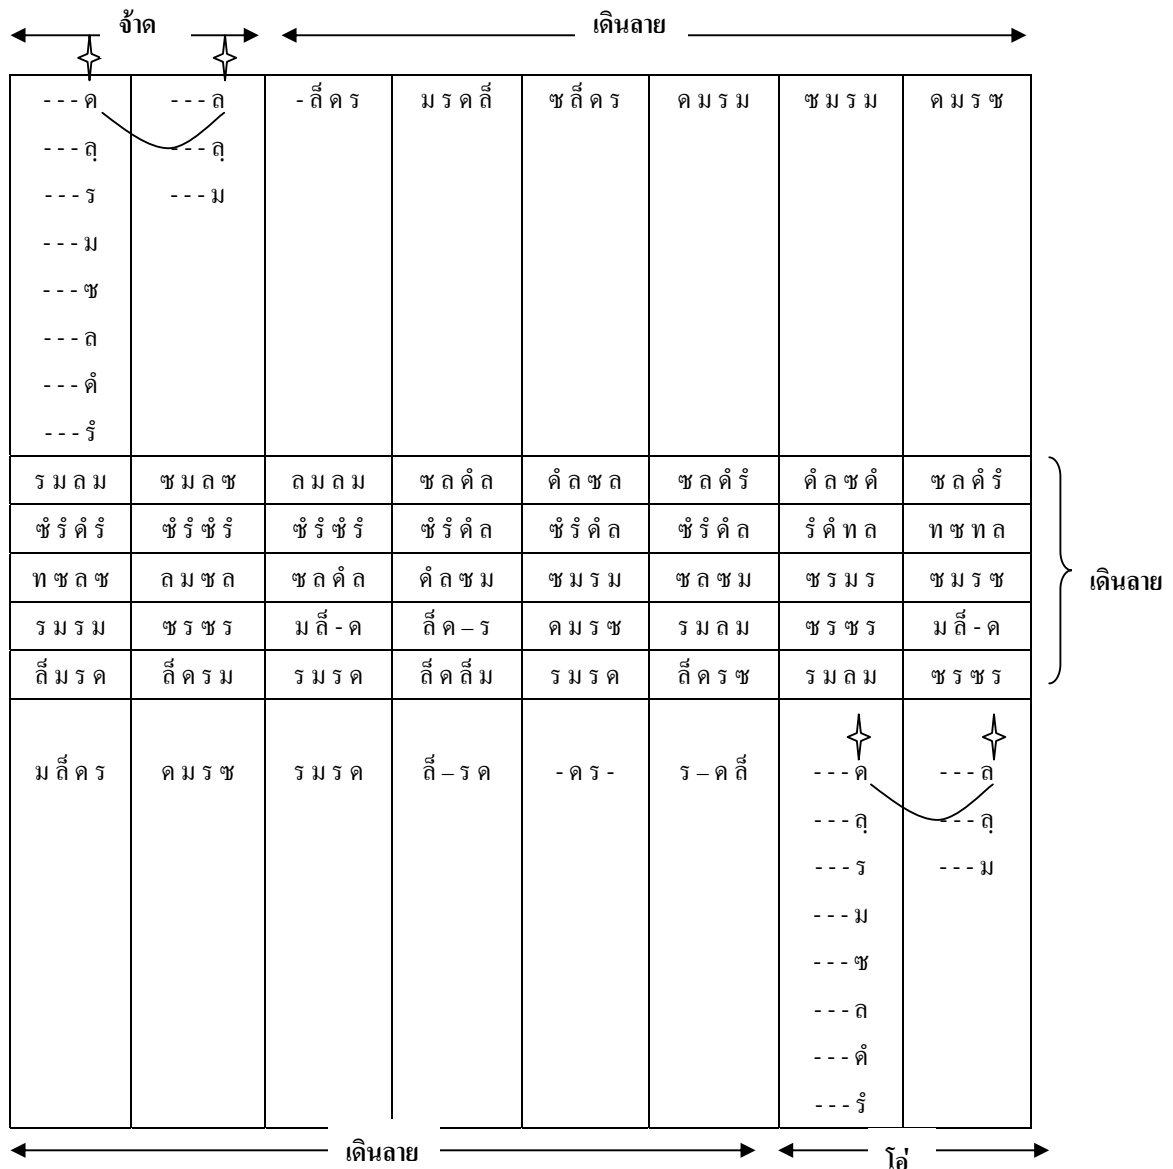 จ้าด เดินลาย
- - - ด - - - ล - ล็ ด ร ม ร ด ล็ ซ ล็ ด ร ด ม ร ม ซ ม ร ม ด ม ร ซ
- - - ลฺ - - - ลฺ
- - - ร - - - ม
- - - ม
- - - ซ
- - - ล
- - - ดํ
- - - รํ
ร ม ล ม ซ ม ล ซ ล ม ล ม ซ ล ดํ ล ดํ ล ซ ล ซ ล ดํ รํ ดํ ล ซ ดํ ซ ล ดํ รํ
ซํ รํ ดํ รํ ซํ รํ ซํ รํ ซํ รํ ซํ รํ ซํ รํ ดํ ล ซํ รํ ดํ ล ซํ รํ ดํ ล รํ ดํ ท ล ท ซ ท ล
ท ซ ล ซ ล ม ซ ล ซ ล ดํ ล ดํ ล ซ ม ซ ม ร ม ซ ล ซ ม ซ ร ม ร ซ ม ร ซ
เดินลาย
ร ม ร ม ซ ร ซ ร ม ล็ - ด ล็ ด – ร ด ม ร ซ ร ม ล ม ซ ร ซ ร ม ล็ - ด
ล็ ม ร ด ล็ ด ร ม ร ม ร ด ล็ ด ล็ ม ร ม ร ด ล็ ด ร ซ ร ม ล ม ซ ร ซ ร
ม ล็ ด ร ด ม ร ซ ร ม ร ด ล็ – ร ด - ด ร - ร – ด ล็ - - - ด - - - ล
- - - ลฺ - - - ลฺ
- - - ร - - - ม
- - - ม
- - - ซ
- - - ล
- - - ดํ
- - - รํ
เดินลาย โอ่